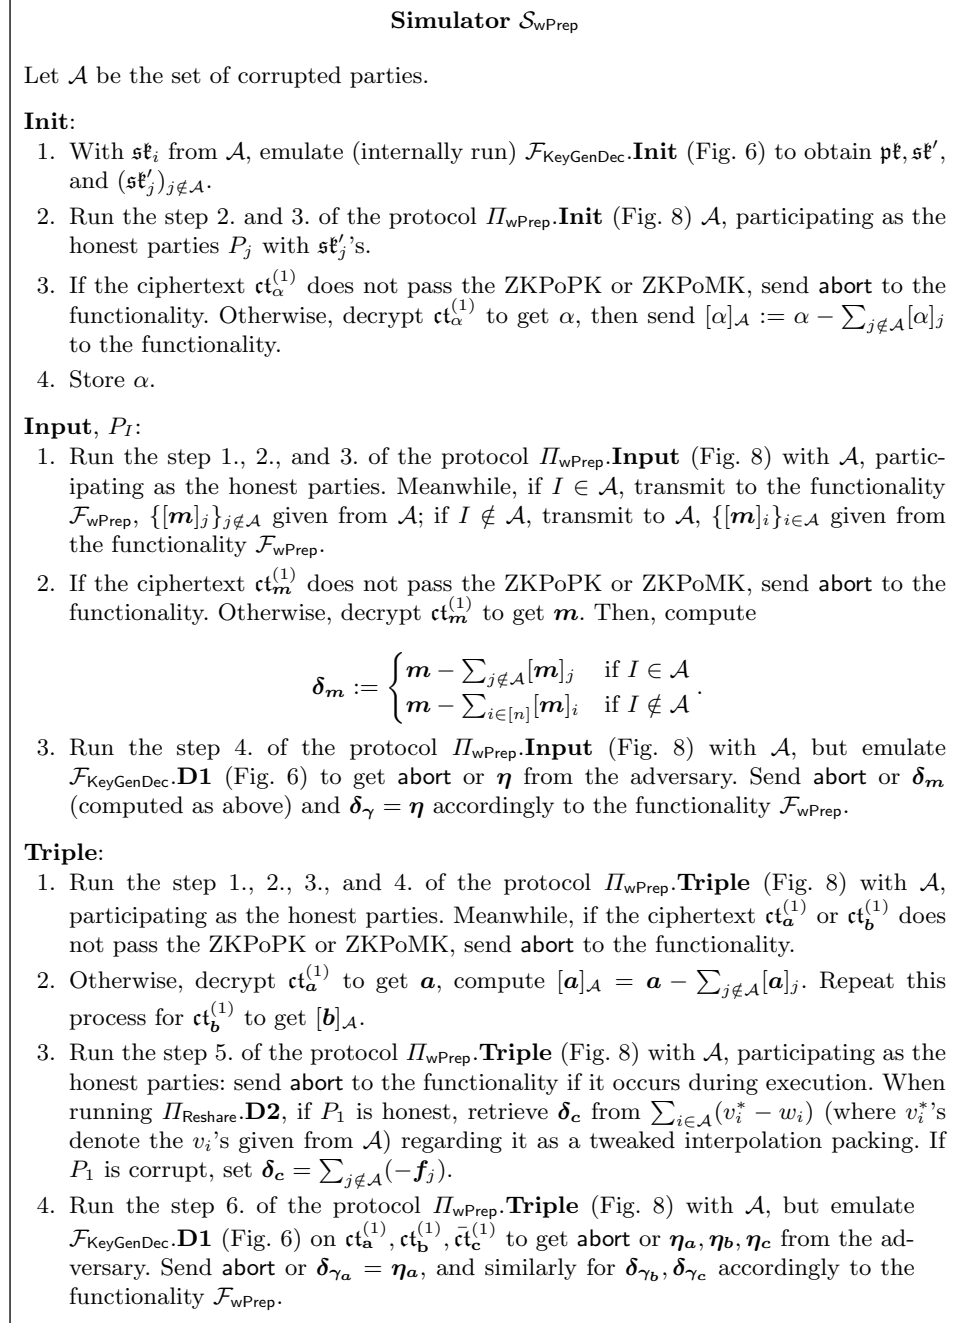 Simulator 𝒮_wPrep
Let 𝒜 be the set of corrupted parties.
Init:
1. With 𝔰𝔨_i from 𝒜, emulate (internally run) ℱ_KeyGenDec.Init (Fig. 6) to obtain 𝔭𝔨, 𝔰𝔨′,
and (𝔰𝔨′_j)_{j∉𝒜}.
2. Run the step 2. and 3. of the protocol Π_wPrep.Init (Fig. 8) 𝒜, participating as the
honest parties P_j with 𝔰𝔨′_j's.
3. If the ciphertext 𝔠𝔱_α^{(1)} does not pass the ZKPoPK or ZKPoMK, send abort to the
functionality. Otherwise, decrypt 𝔠𝔱_α^{(1)} to get α, then send [α]_𝒜 := α − ∑_{j∉𝒜}[α]_j
to the functionality.
4. Store α.
Input, P_I:
1. Run the step 1., 2., and 3. of the protocol Π_wPrep.Input (Fig. 8) with 𝒜, partic-
ipating as the honest parties. Meanwhile, if I ∈ 𝒜, transmit to the functionality
ℱ_wPrep, {[𝒎]_j}_{j∉𝒜} given from 𝒜; if I ∉ 𝒜, transmit to 𝒜, {[𝒎]_i}_{i∈𝒜} given from
the functionality ℱ_wPrep.
2. If the ciphertext 𝔠𝔱_𝒎^{(1)} does not pass the ZKPoPK or ZKPoMK, send abort to the
functionality. Otherwise, decrypt 𝔠𝔱_𝒎^{(1)} to get 𝒎. Then, compute
𝜹_𝒎 := { 𝒎 − ∑_{j∉𝒜}[𝒎]_j if I ∈ 𝒜
𝒎 − ∑_{i∈[n]}[𝒎]_i if I ∉ 𝒜 .
3. Run the step 4. of the protocol Π_wPrep.Input (Fig. 8) with 𝒜, but emulate
ℱ_KeyGenDec.D1 (Fig. 6) to get abort or 𝜼 from the adversary. Send abort or 𝜹_𝒎
(computed as above) and 𝜹_𝜸 = 𝜼 accordingly to the functionality ℱ_wPrep.
Triple:
1. Run the step 1., 2., 3., and 4. of the protocol Π_wPrep.Triple (Fig. 8) with 𝒜,
participating as the honest parties. Meanwhile, if the ciphertext 𝔠𝔱_𝒂^{(1)} or 𝔠𝔱_𝒃^{(1)} does
not pass the ZKPoPK or ZKPoMK, send abort to the functionality.
2. Otherwise, decrypt 𝔠𝔱_𝒂^{(1)} to get 𝒂, compute [𝒂]_𝒜 = 𝒂 − ∑_{j∉𝒜}[𝒂]_j. Repeat this
process for 𝔠𝔱_𝒃^{(1)} to get [𝒃]_𝒜.
3. Run the step 5. of the protocol Π_wPrep.Triple (Fig. 8) with 𝒜, participating as the
honest parties: send abort to the functionality if it occurs during execution. When
running Π_Reshare.D2, if P_1 is honest, retrieve 𝜹_𝒄 from ∑_{i∈𝒜}(v_i^* − w_i) (where v_i^*'s
denote the v_i's given from 𝒜) regarding it as a tweaked interpolation packing. If
P_1 is corrupt, set 𝜹_𝒄 = ∑_{j∉𝒜}(−𝒇_j).
4. Run the step 6. of the protocol Π_wPrep.Triple (Fig. 8) with 𝒜, but emulate
ℱ_KeyGenDec.D1 (Fig. 6) on 𝔠𝔱_𝐚^{(1)}, 𝔠𝔱_𝐛^{(1)}, 𝔠̄𝔱_𝐜^{(1)} to get abort or 𝜼_𝒂, 𝜼_𝒃, 𝜼_𝒄 from the ad-
versary. Send abort or 𝜹_{𝜸_𝒂} = 𝜼_𝒂, and similarly for 𝜹_{𝜸_𝒃}, 𝜹_{𝜸_𝒄} accordingly to the
functionality ℱ_wPrep.